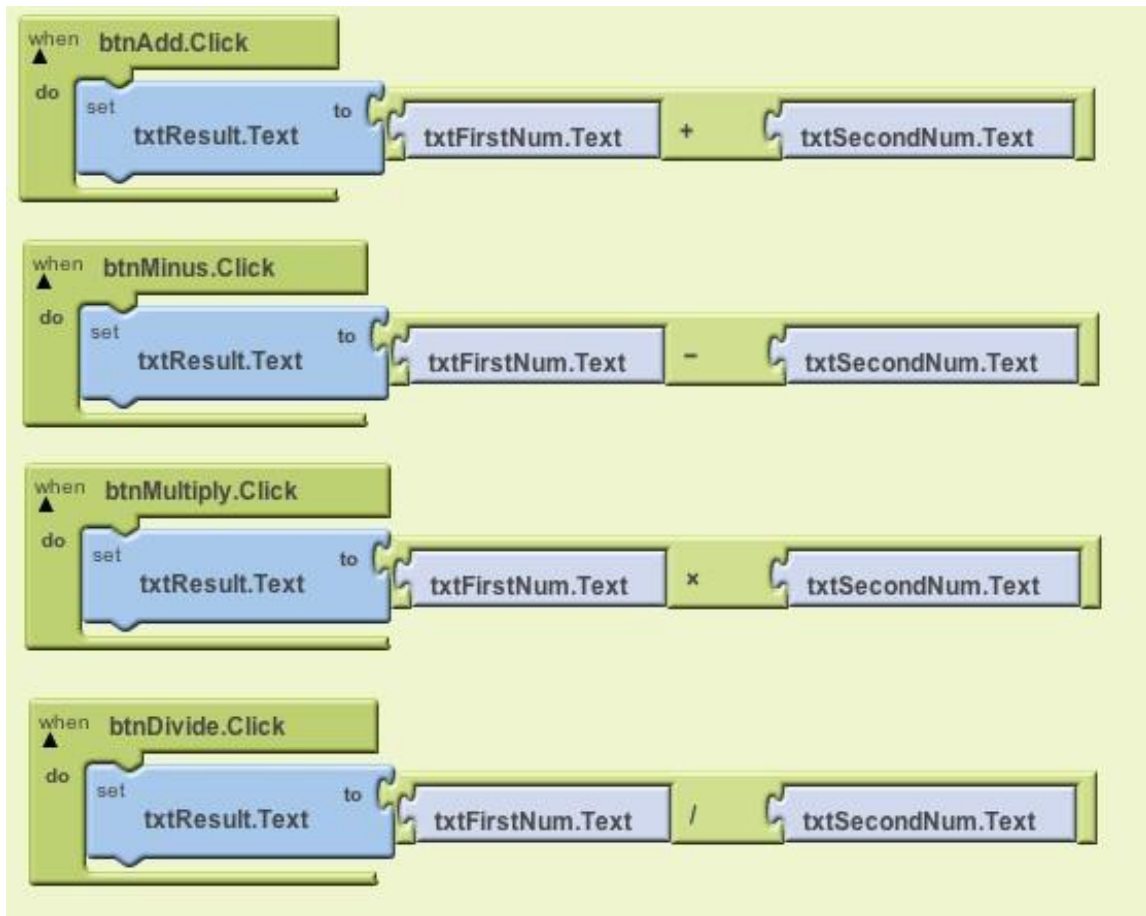 when btnAdd.Click
do set txtResult.Text to txtFirstNum.Text + txtSecondNum.Text
when btnMinus.Click
do set txtResult.Text to txtFirstNum.Text - txtSecondNum.Text
when btnMultiply.Click
do set txtResult.Text to txtFirstNum.Text × txtSecondNum.Text
when btnDivide.Click
do set txtResult.Text to txtFirstNum.Text / txtSecondNum.Text